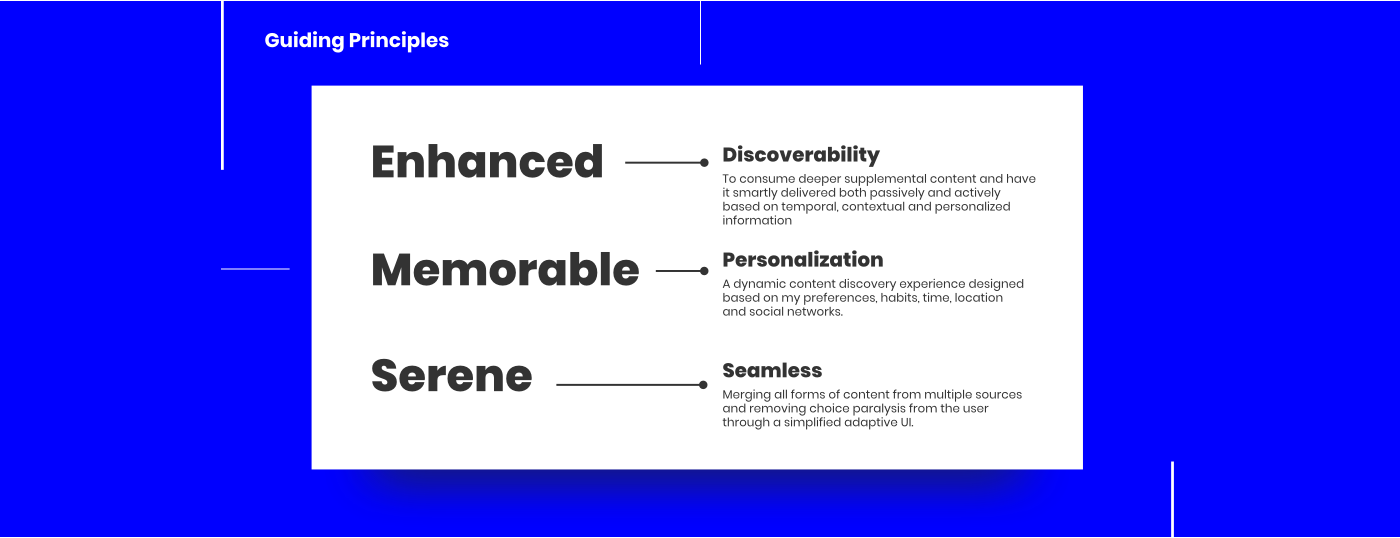 Guiding Principles
Enhanced
Discoverability
To consume deeper supplemental content and have
it smartly delivered both passively and actively
based on temporal, contextual and personalized
information
Memorable
Personalization
A dynamic content discovery experience designed
based on my preferences, habits, time, location
and social networks.
Serene
Seamless
Merging all forms of content from multiple sources
and removing choice paralysis from the user
through a simplified adaptive UI.